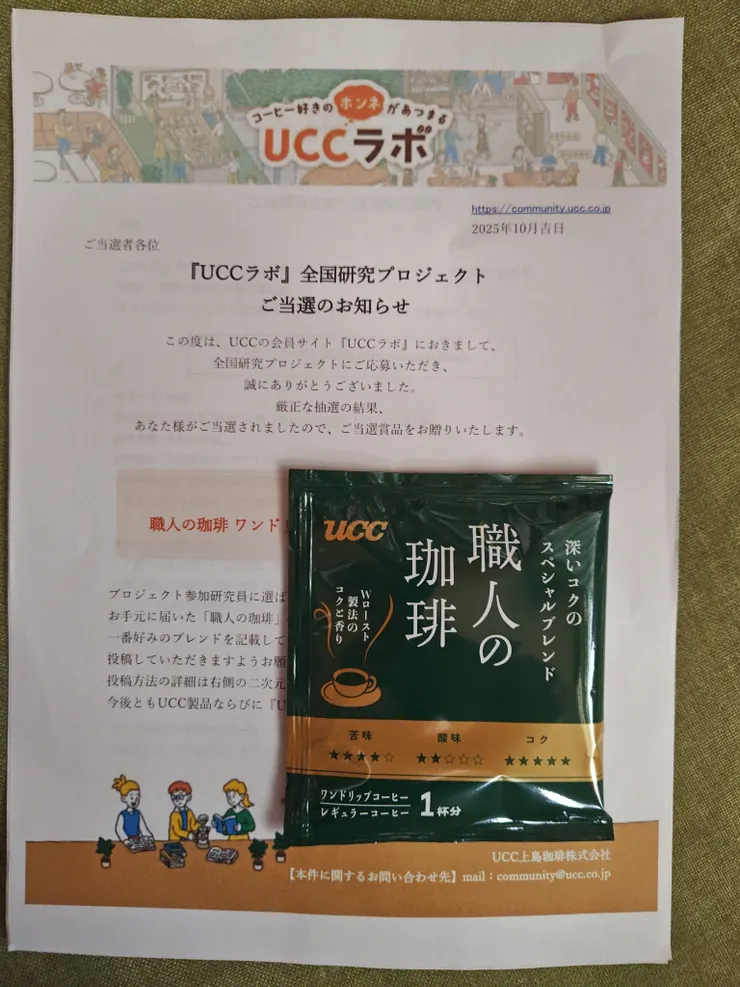 コーヒー好きの ホンネ があつまる
UCCラボ
https://community.ucc.co.jp
2025年10月吉日
ご当選者各位
『UCCラボ』全国研究プロジェクト
ご当選のお知らせ
この度は、UCCの会員サイト『UCCラボ』におきまして、
全国研究プロジェクトにご応募いただき、
誠にありがとうございました。
厳正な抽選の結果、
あなた様がご当選されましたので、ご当選賞品をお贈りいたします。
職人の珈琲 ワンド
プロジェクト参加研究員に選ば
お手元に届いた「職人の珈琲」
一番好みのブレンドを記載して
投稿していただきますようお願
投稿方法の詳細は右側の二次元
今後ともUCC製品ならびに『U
UCC
深いコクの
スペシャルブレンド
職人の
珈琲
Wロースト
製法の
コクと香り
苦味 酸味 コク
★★★★☆ ★★☆☆☆ ★★★★★
ワンドリップコーヒー
レギュラーコーヒー
1杯分
UCC上島珈琲株式会社
【本件に関するお問い合わせ先】mail：community@ucc.co.jp